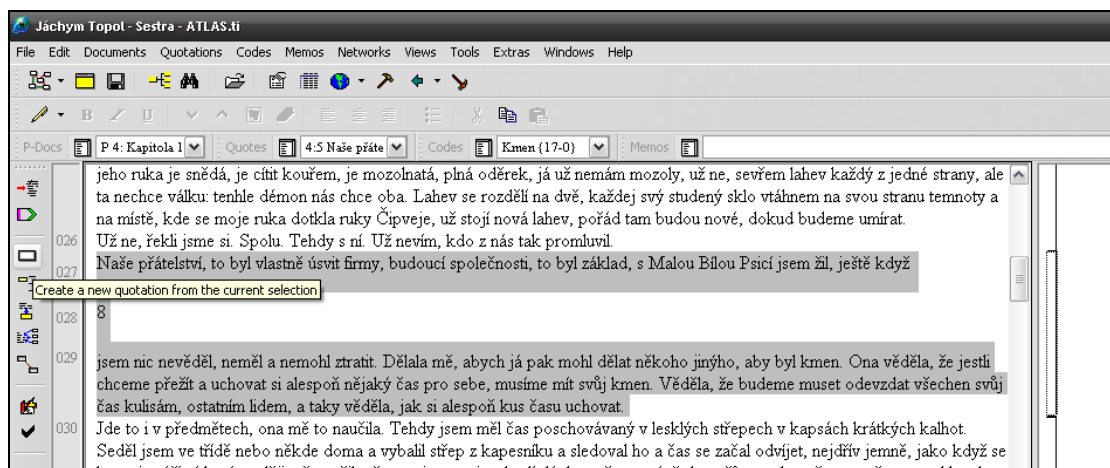 Jáchym Topol - Sestra - ATLAS.ti
File Edit Documents Quotations Codes Memos Networks Views Tools Extras Windows Help
B I U
P-Docs P 4: Kapitola 1 Quotes 4:5 Naše přáte Codes Kmen {17-0} Memos
jeho ruka je snědá, je cítit kouřem, je mozolnatá, plná oděrek, já už nemám mozoly, už ne, sevřem lahev každý z jedné strany, ale
ta nechce válku: tenhle démon nás chce oba. Lahev se rozdělí na dvě, každej svý studený sklo vtáhnem na svou stranu temnoty a
na místě, kde se moje ruka dotkla ruky Čipveje, už stojí nová lahev, pořád tam budou nové, dokud budeme umírat.
026 Už ne, řekli jsme si. Spolu. Tehdy s ní. Už nevím, kdo z nás tak promluvil.
027 Naše přátelství, to byl vlastně úsvit firmy, budoucí společnosti, to byl základ, s Malou Bílou Psicí jsem žil, ještě když
Create a new quotation from the current selection
028 8
029 jsem nic nevěděl, neměl a nemohl ztratit. Dělala mě, abych já pak mohl dělat někoho jinýho, aby byl kmen. Ona věděla, že jestli
chceme přežít a uchovat si alespoň nějaký čas pro sebe, musíme mít svůj kmen. Věděla, že budeme muset odevzdat všechen svůj
čas kulisám, ostatním lidem, a taky věděla, jak si alespoň kus času uchovat.
030 Jde to i v předmětech, ona mě to naučila. Tehdy jsem měl čas poschovávaný v lesklých střepech v kapsách krátkých kalhot.
Seděl jsem ve třídě nebo někde doma a vybalil střep z kapesníku a sledoval ho a čas se začal odvíjet, nejdřív jemně, jako když se